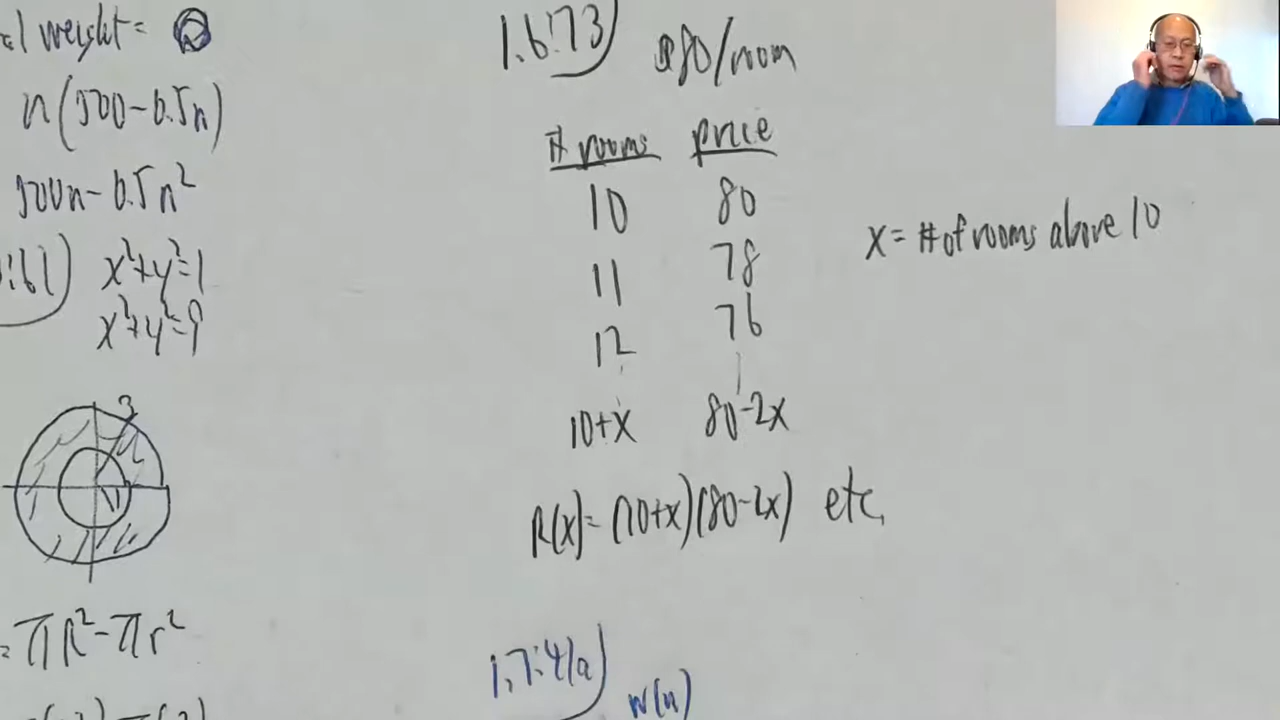 weight =
n(500-0.5n)
500n-0.5n²
:61) x²+y²=1
x²+y²=9
3
=πR²-πr²
1.6:73) 80/room
# rooms price
10 80
11 78
12 76
10+x 80-2x
x = # of rooms above 10
R(x)=(10+x)(80-2x) etc.
1.7:4(a)
W(n)